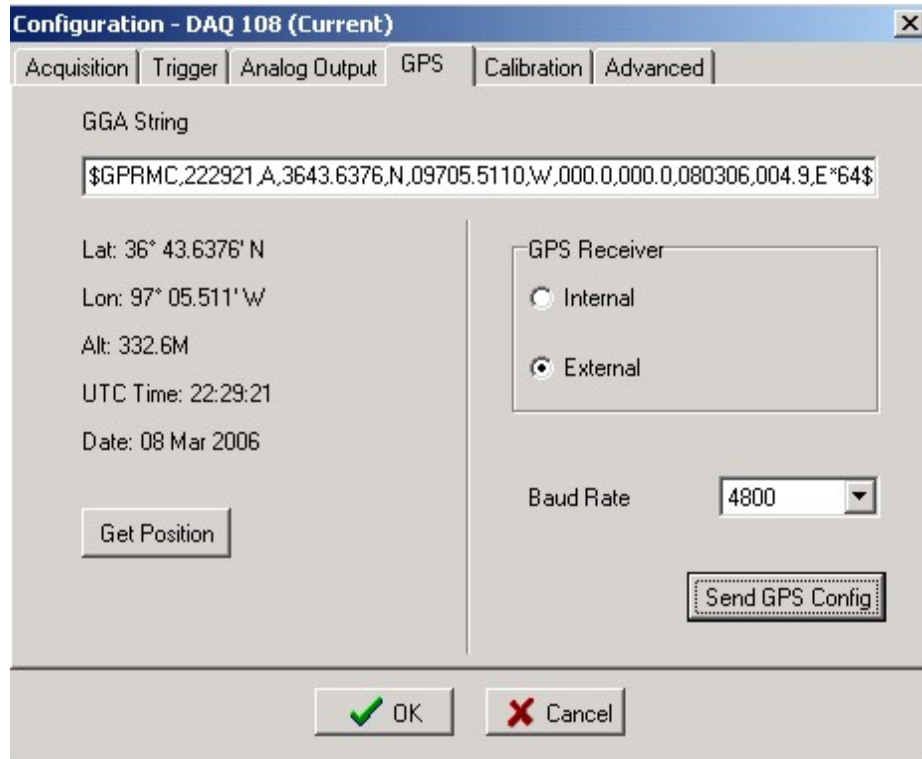 Configuration - DAQ 108 (Current)
Acquisition Trigger Analog Output GPS Calibration Advanced
GGA String
$GPRMC,222921,A,3643.6376,N,09705.5110,W,000.0,000.0,080306,004.9,E*64$
Lat: 36° 43.6376' N
Lon: 97° 05.511' W
Alt: 332.6M
UTC Time: 22:29:21
Date: 08 Mar 2006
Get Position
GPS Receiver
Internal
External
Baud Rate 4800
Send GPS Config
OK Cancel